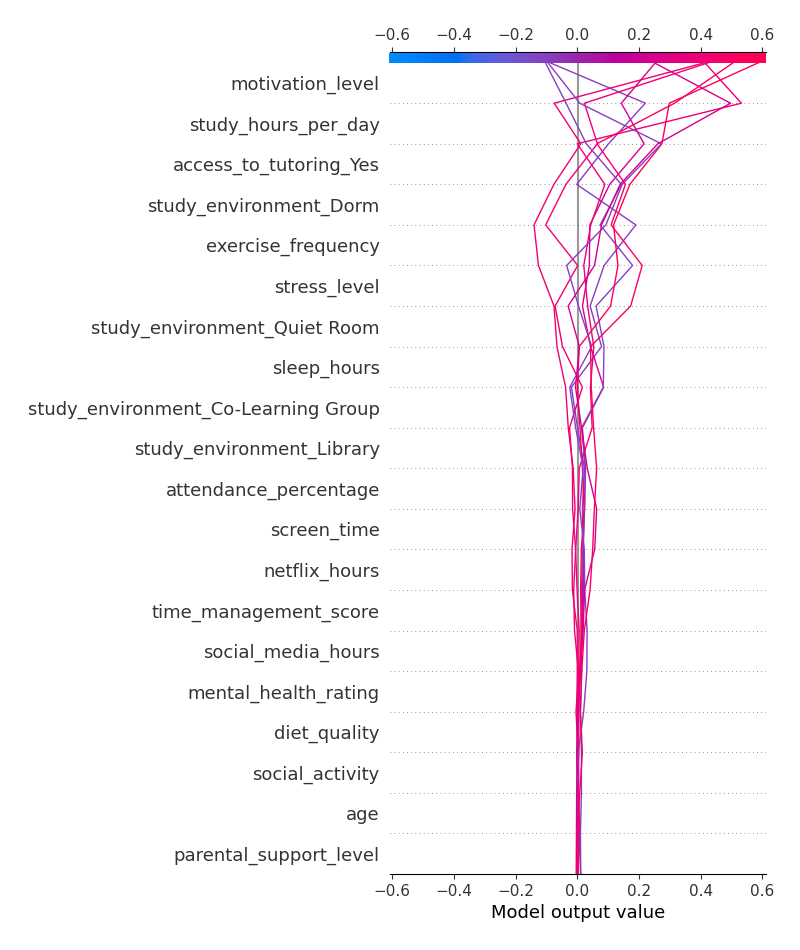 −0.6 −0.4 −0.2 0.0 0.2 0.4 0.6
motivation_level
study_hours_per_day
access_to_tutoring_Yes
study_environment_Dorm
exercise_frequency
stress_level
study_environment_Quiet Room
sleep_hours
study_environment_Co-Learning Group
study_environment_Library
attendance_percentage
screen_time
netflix_hours
time_management_score
social_media_hours
mental_health_rating
diet_quality
social_activity
age
parental_support_level
−0.6 −0.4 −0.2 0.0 0.2 0.4 0.6
Model output value